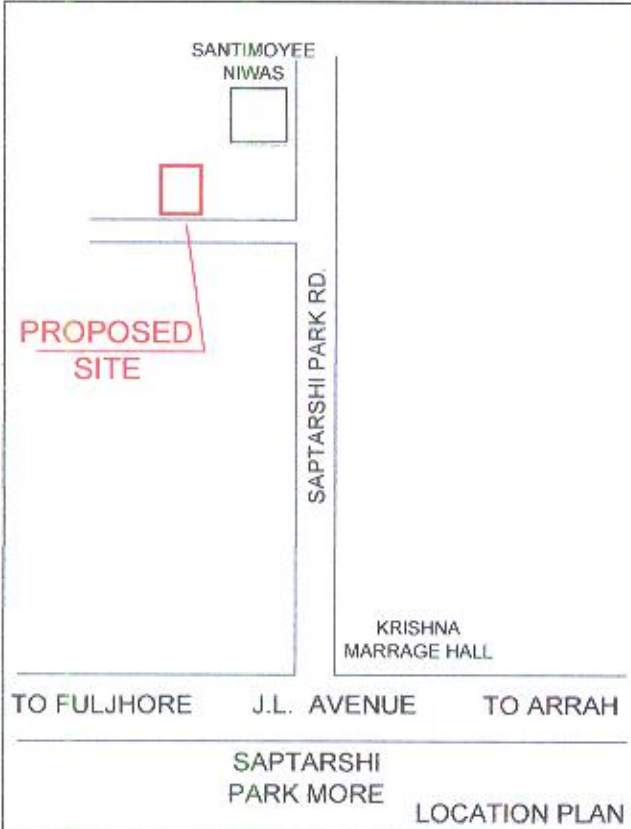 SANTIMOYEE
NIWAS
PROPOSED
SITE
SAPTARSHI PARK RD.
KRISHNA
MARRAGE HALL
TO FULJHORE J.L. AVENUE TO ARRAH
SAPTARSHI
PARK MORE
LOCATION PLAN